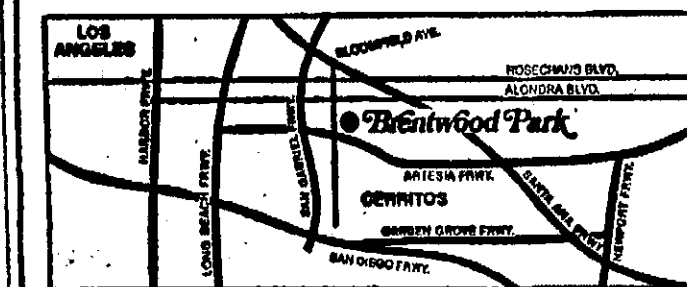 LOS
ANGELES
BLOOMFIELD AVE.
ROSECRANS BLVD.
ALONDRA BLVD.
HARBOR FRWY.
Brentwood Park
SAN GABRIEL FRWY.
LONG BEACH FRWY.
ARTESIA FRWY.
CERRITOS
SANTA ANA FRWY.
NEWPORT FRWY.
GARDEN GROVE FRWY.
SAN DIEGO FRWY.